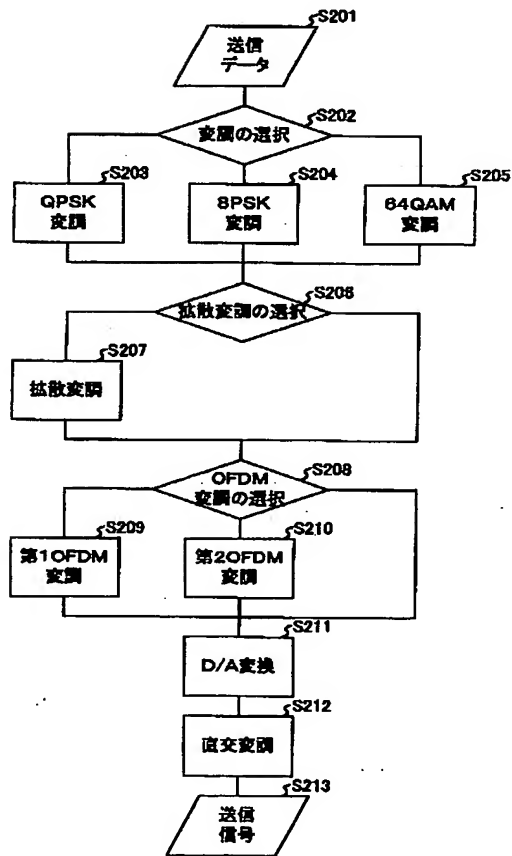 S201
送信
データ
S202
変調の選択
S203
QPSK
変調
S204
8PSK
変調
S205
64QAM
変調
S206
拡散変調の選択
S207
拡散変調
S208
OFDM
変調の選択
S209
第1OFDM
変調
S210
第2OFDM
変調
S211
D/A変換
S212
直交変調
S213
送信
信号